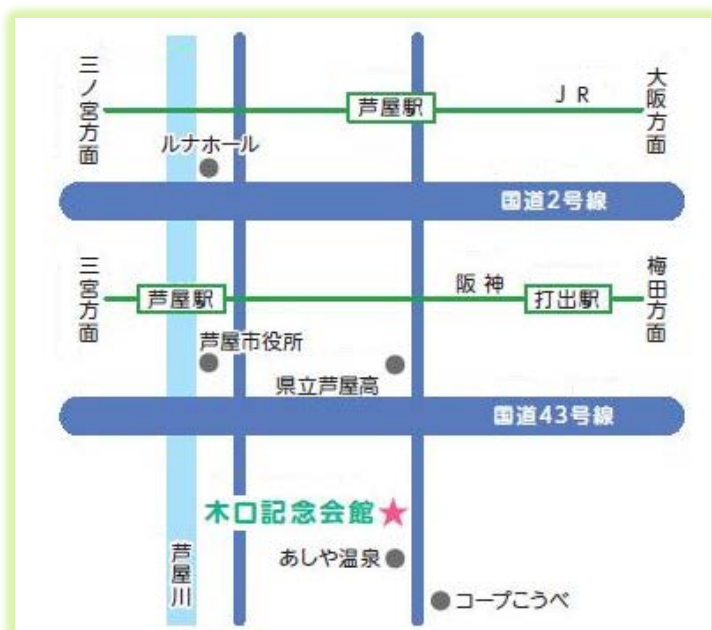 三ノ宮方面
芦屋駅
JR
大阪方面
ルナホール
国道2号線
三宮方面
芦屋駅
阪神
打出駅
梅田方面
芦屋市役所
県立芦屋高
国道43号線
木口記念会館
あしや温泉
芦屋川
コープこうべ